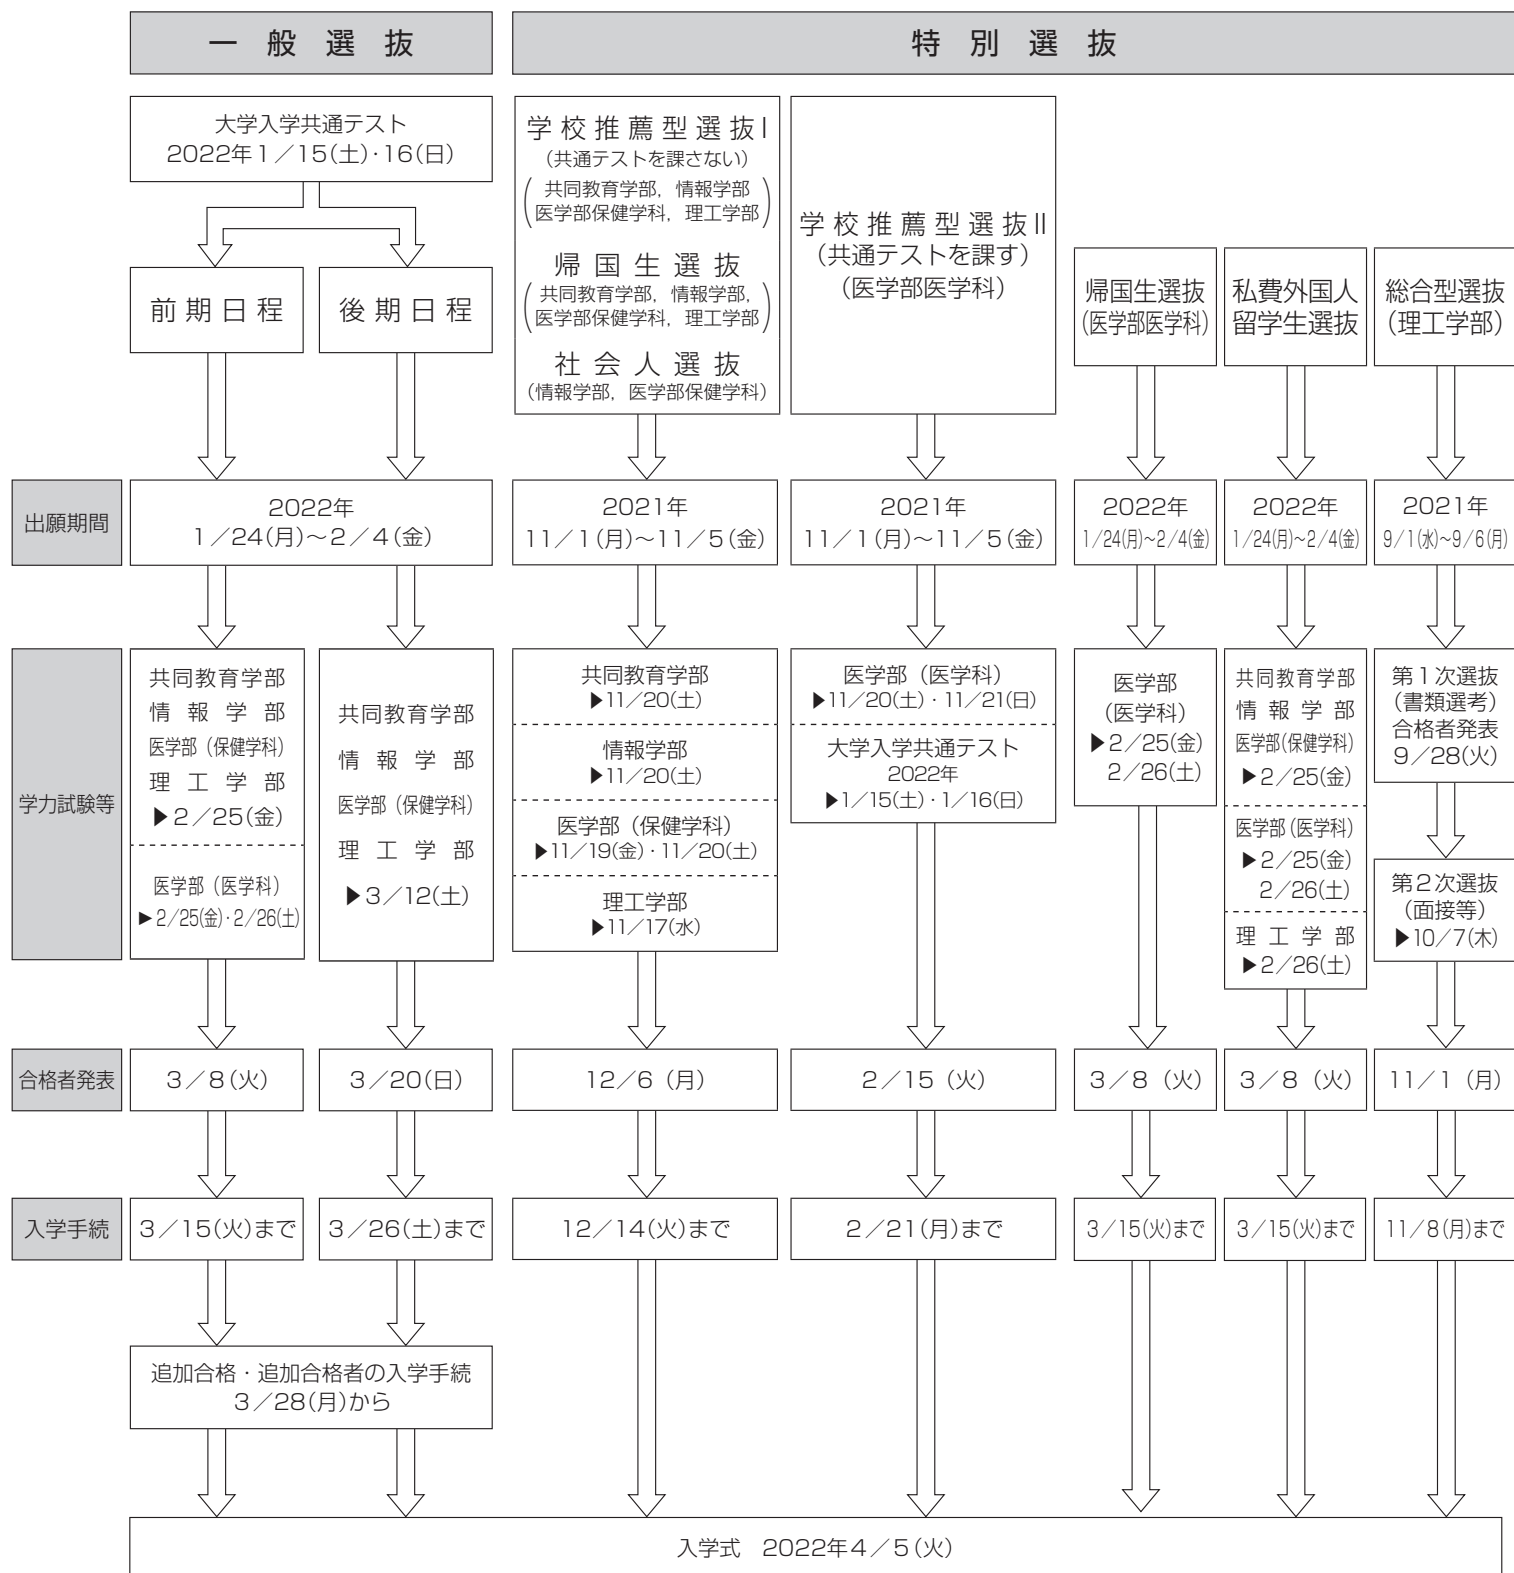 一般選抜
特別選抜
大学入学共通テスト
2022年1／15(土)・16(日)
前期日程
後期日程
学校推薦型選抜Ⅰ
(共通テストを課さない)
(共同教育学部，情報学部
医学部保健学科，理工学部)
帰国生選抜
(共同教育学部，情報学部，
医学部保健学科，理工学部)
社会人選抜
(情報学部，医学部保健学科)
学校推薦型選抜Ⅱ
(共通テストを課す)
(医学部医学科)
帰国生選抜
(医学部医学科)
私費外国人
留学生選抜
総合型選抜
(理工学部)
出願期間
2022年
1／24(月)～2／4(金)
2021年
11／1(月)～11／5(金)
2021年
11／1(月)～11／5(金)
2022年
1／24(月)~2／4(金)
2022年
1／24(月)~2／4(金)
2021年
9／1(水)~9／6(月)
学力試験等
共同教育学部
情報学部
医学部（保健学科）
理工学部
▶2／25(金)
医学部（医学科）
▶2／25(金)・2／26(土)
共同教育学部
情報学部
医学部（保健学科）
理工学部
▶3／12(土)
共同教育学部
▶11／20(土)
情報学部
▶11／20(土)
医学部（保健学科）
▶11／19(金)・11／20(土)
理工学部
▶11／17(水)
医学部（医学科）
▶11／20(土)・11／21(日)
大学入学共通テスト
2022年
▶1／15(土)・1／16(日)
医学部
(医学科)
▶2／25(金)
2／26(土)
共同教育学部
情報学部
医学部(保健学科)
▶2／25(金)
医学部(医学科)
▶2／25(金)
2／26(土)
理工学部
▶2／26(土)
第1次選抜
(書類選考)
合格者発表
9／28(火)
第2次選抜
(面接等)
▶10／7(木)
合格者発表
3／8(火)
3／20(日)
12／6（月）
2／15（火）
3／8（火）
3／8（火）
11／1（月）
入学手続
3／15(火)まで
3／26(土)まで
12／14(火)まで
2／21(月)まで
3／15(火)まで
3／15(火)まで
11／8(月)まで
追加合格・追加合格者の入学手続
3／28(月)から
入学式　2022年4／5(火)